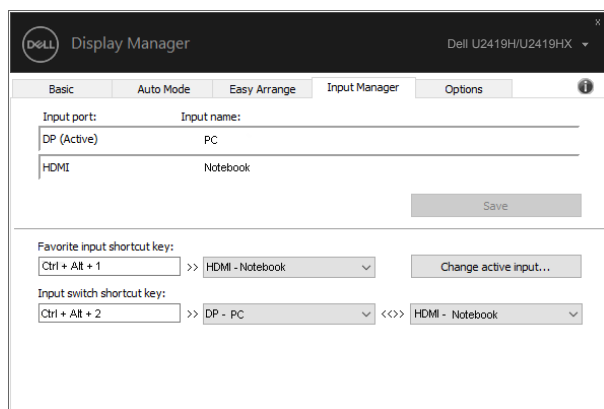 DELL Display Manager Dell U2419H/U2419HX
x
Basic Auto Mode Easy Arrange Input Manager Options
Input port: Input name:
DP (Active) PC
HDMI Notebook
Save
Favorite input shortcut key:
Ctrl + Alt + 1 >> HDMI - Notebook Change active input...
Input switch shortcut key:
Ctrl + Alt + 2 >> DP - PC <<>> HDMI - Notebook